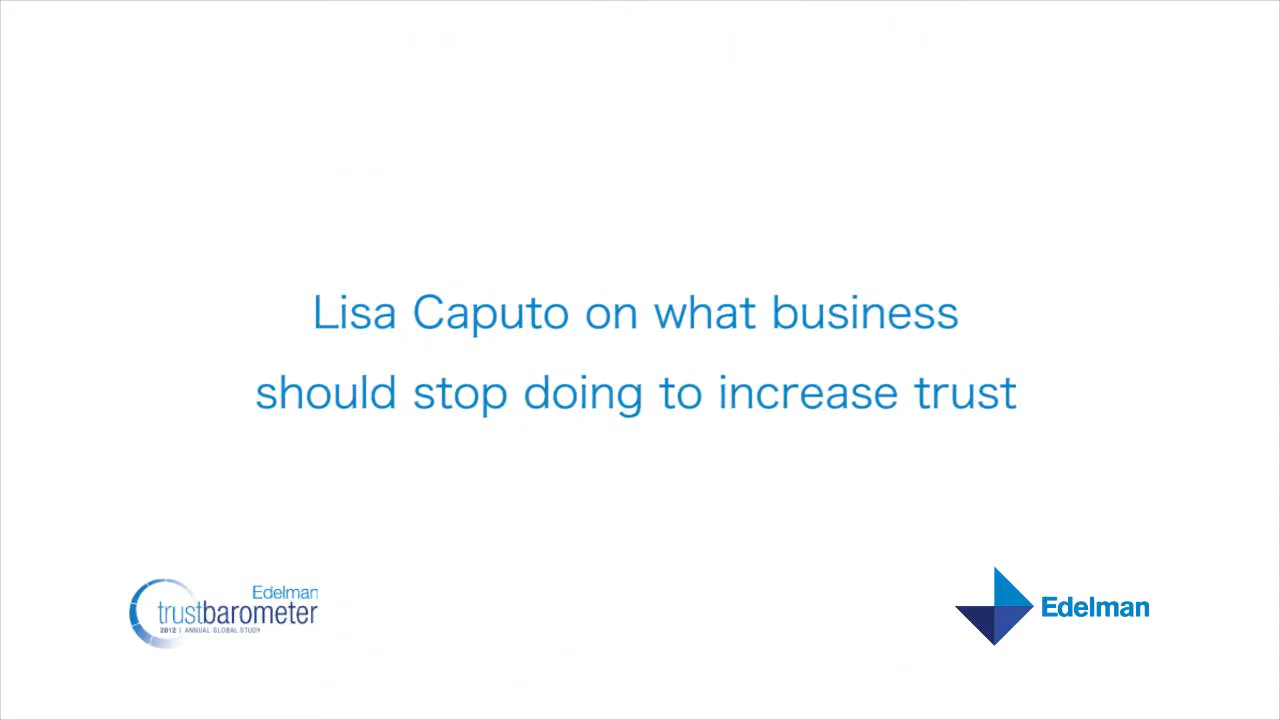 Lisa Caputo on what business
should stop doing to increase trust
Edelman
trustbarometer
2012 | ANNUAL GLOBAL STUDY
Edelman